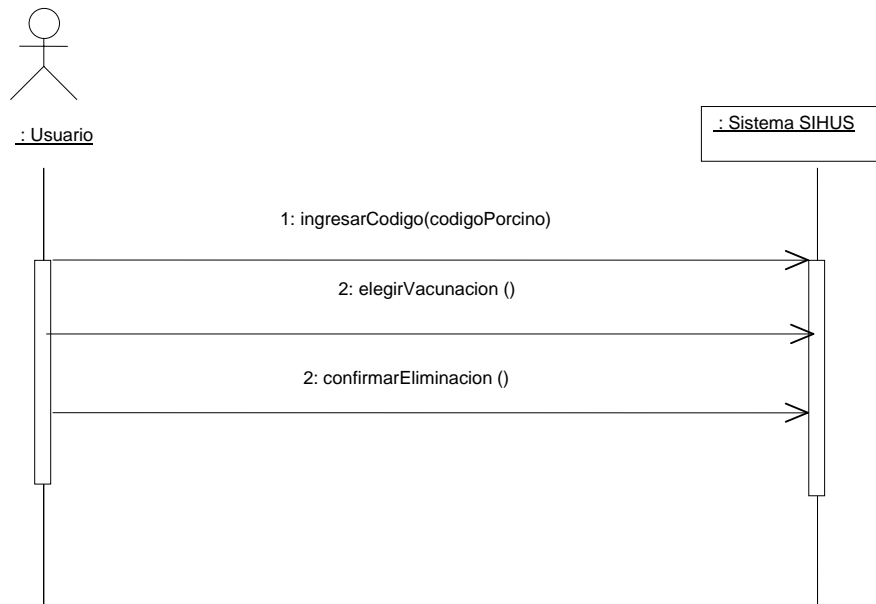 : Usuario
: Sistema SIHUS
1: ingresarCodigo(codigoPorcino)
2: elegirVacunacion ()
2: confirmarEliminacion ()